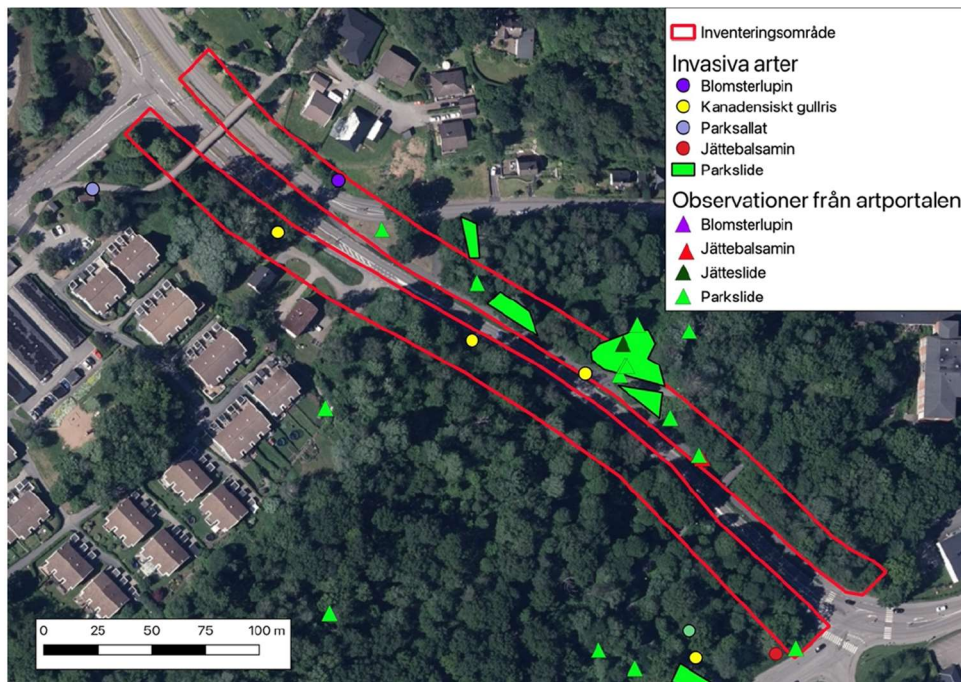 Inventeringsområde
Invasiva arter
Blomsterlupin
Kanadensiskt gullris
Parksallat
Jättebalsamin
Parkslide
Observationer från artportalen
Blomsterlupin
Jättebalsamin
Jätteslide
Parkslide
0 25 50 75 100 m